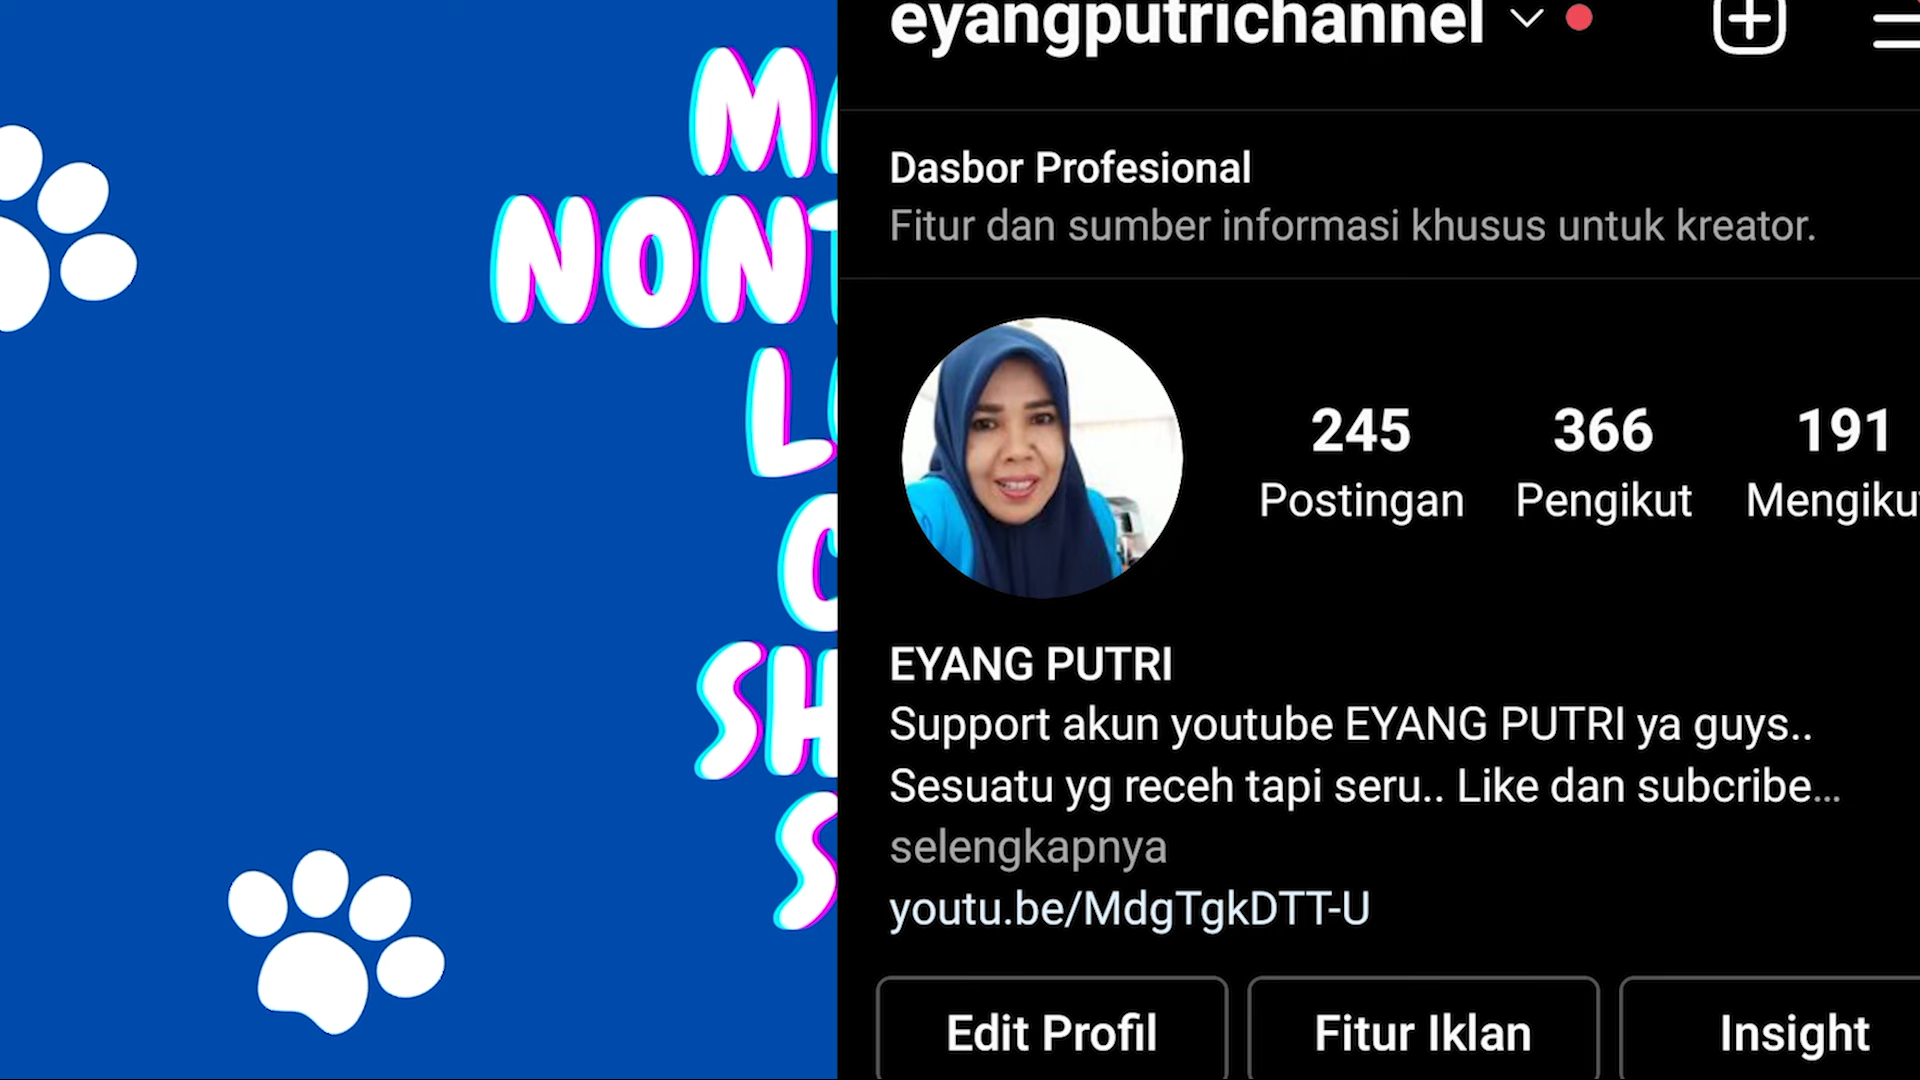 eyangputrichannel
Dasbor Profesional
Fitur dan sumber informasi khusus untuk kreator.
245
Postingan
366
Pengikut
191
EYANG PUTRI
Support akun youtube EYANG PUTRI ya guys..
Sesuatu yg receh tapi seru.. Like dan subcribe...
selengkapnya
youtu.be/MdgTgkDTT-U
Edit Profil
Fitur Iklan
Insight